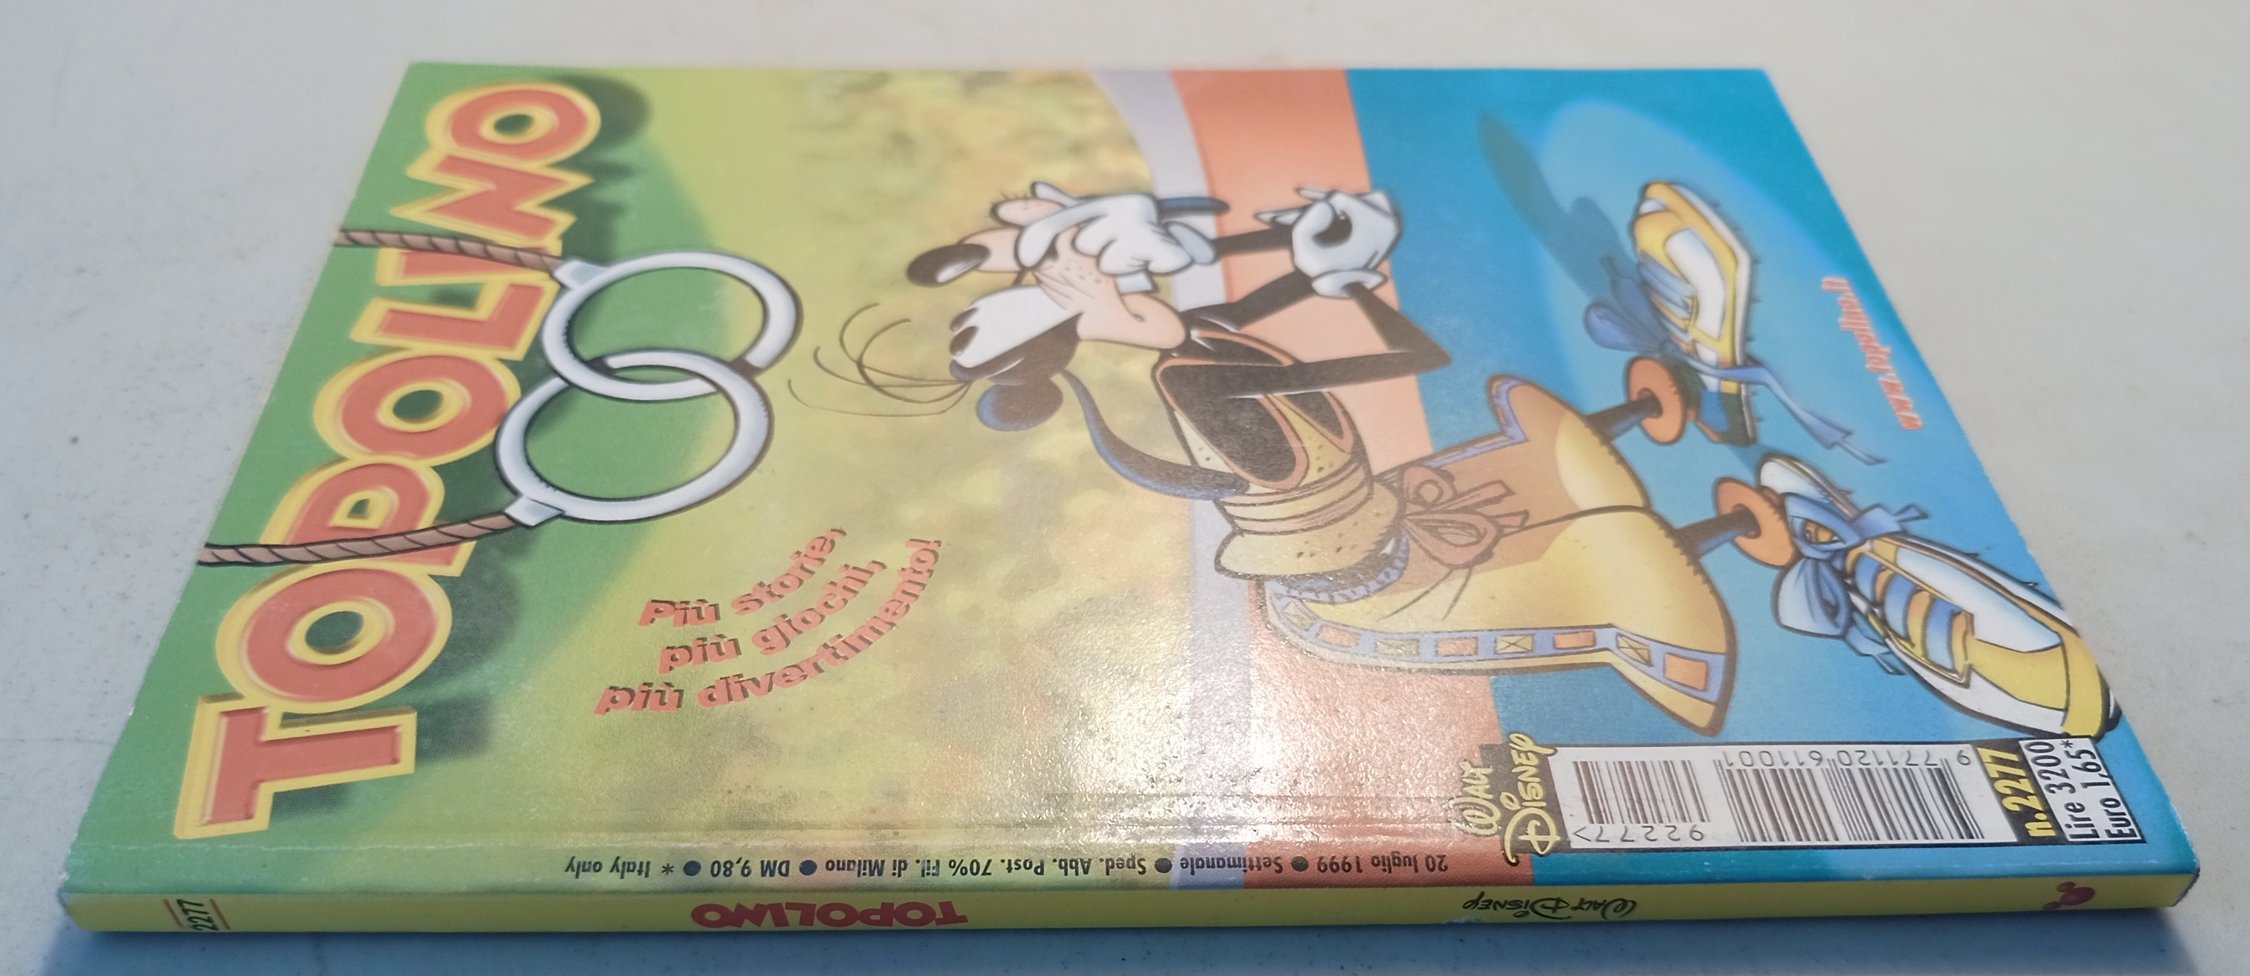 TOPOLINO
Più storie,
più giochi,
più divertimento!
www.topolino.it
WALT
DISNEY
92277>
9 771120 611001
n.2277
Lire 3200
Euro 1,65*
20 luglio 1999 ● Settimanale ● Sped. Abb. Post. 70% Fil. di Milano ● DM 9,80 ● * Italy only
2277
TOPOLINO
WALT DISNEY